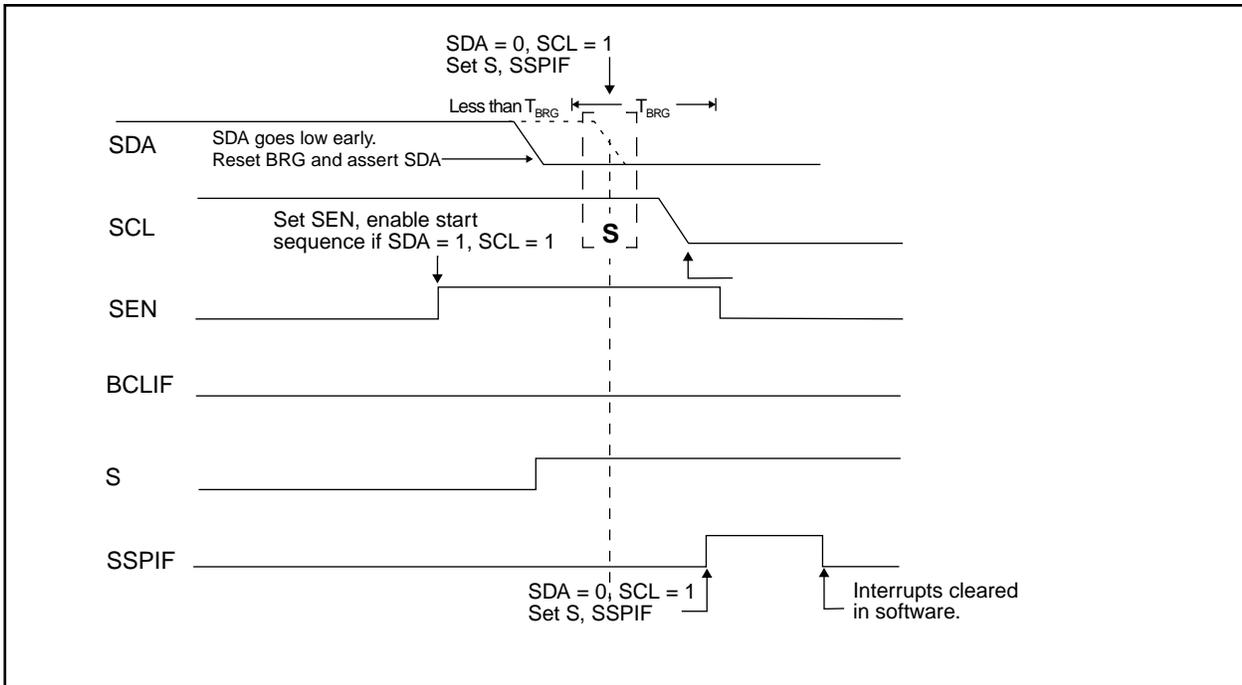 SDA = 0, SCL = 1
Set S, SSPIF
Less than TBRG
TBRG
SDA
SDA goes low early.
Reset BRG and assert SDA
SCL
Set SEN, enable start
sequence if SDA = 1, SCL = 1
S
SEN
BCLIF
S
SSPIF
SDA = 0, SCL = 1
Set S, SSPIF
Interrupts cleared
in software.